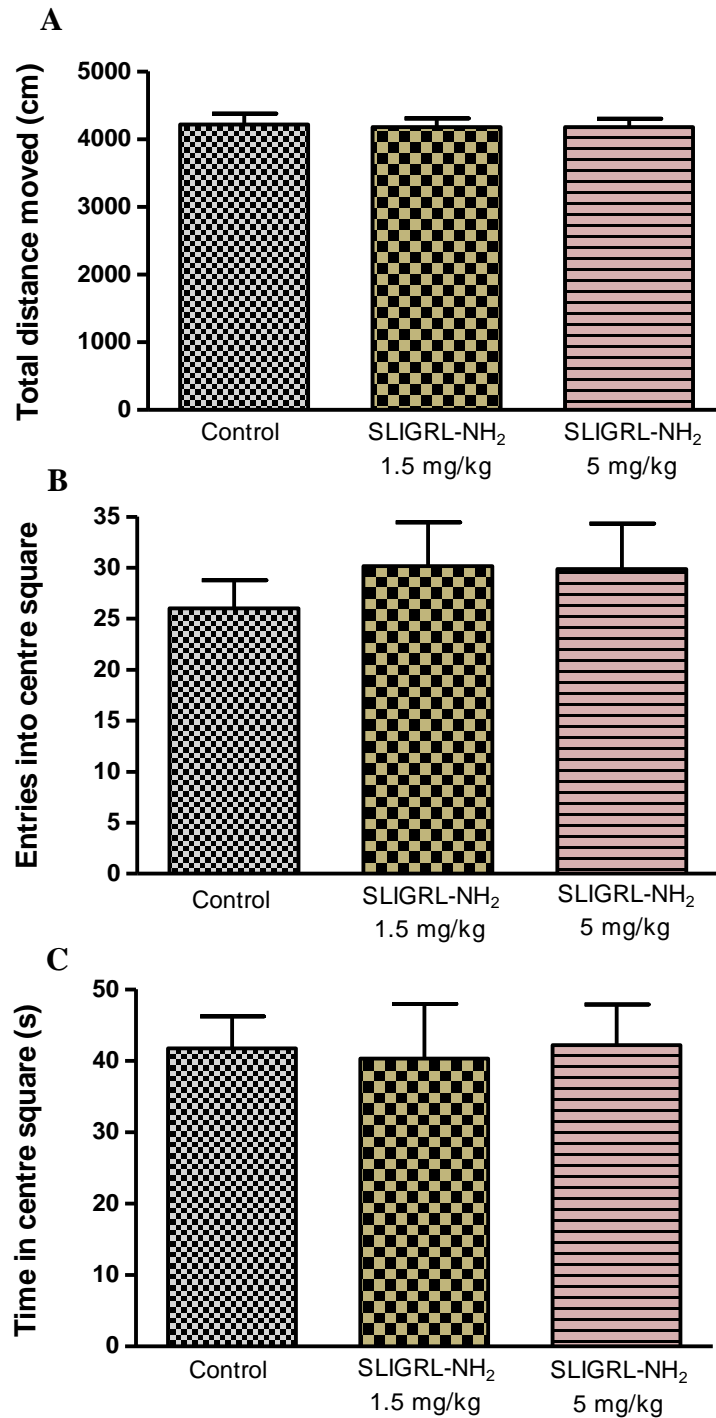 A
Total distance moved (cm)
5000
4000
3000
2000
1000
0
Control
SLIGRL-NH₂
1.5 mg/kg
SLIGRL-NH₂
5 mg/kg
B
Entries into centre square
35
30
25
20
15
10
5
0
Control
SLIGRL-NH₂
1.5 mg/kg
SLIGRL-NH₂
5 mg/kg
C
Time in centre square (s)
50
40
30
20
10
0
Control
SLIGRL-NH₂
1.5 mg/kg
SLIGRL-NH₂
5 mg/kg